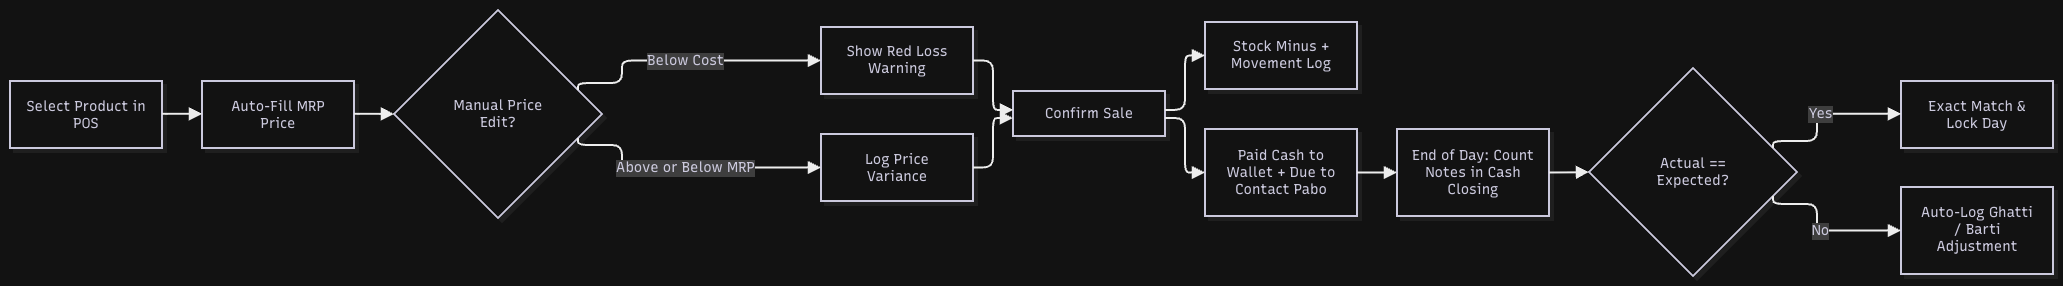 Select Product in
POS
Auto-Fill MRP
Price
Manual Price
Edit?
Below Cost
Above or Below MRP
Show Red Loss
Warning
Log Price
Variance
Confirm Sale
Stock Minus +
Movement Log
Paid Cash to
Wallet + Due to
Contact Pabo
End of Day: Count
Notes in Cash
Closing
Actual ==
Expected?
Yes
No
Exact Match &
Lock Day
Auto-Log Ghatti
/ Barti
Adjustment